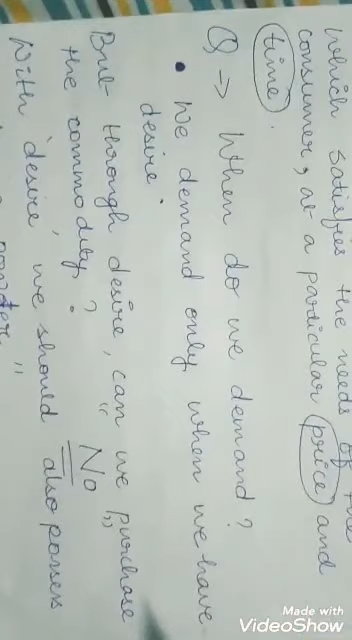 which satisfies the needs of the
consumer, at a particular price and
time.
Q → When do we demand?
• We demand only when we have
desire.
But through desire, can we "purchase"
the commodity? No
With 'desire', we should also possess
Made with
VideoShow